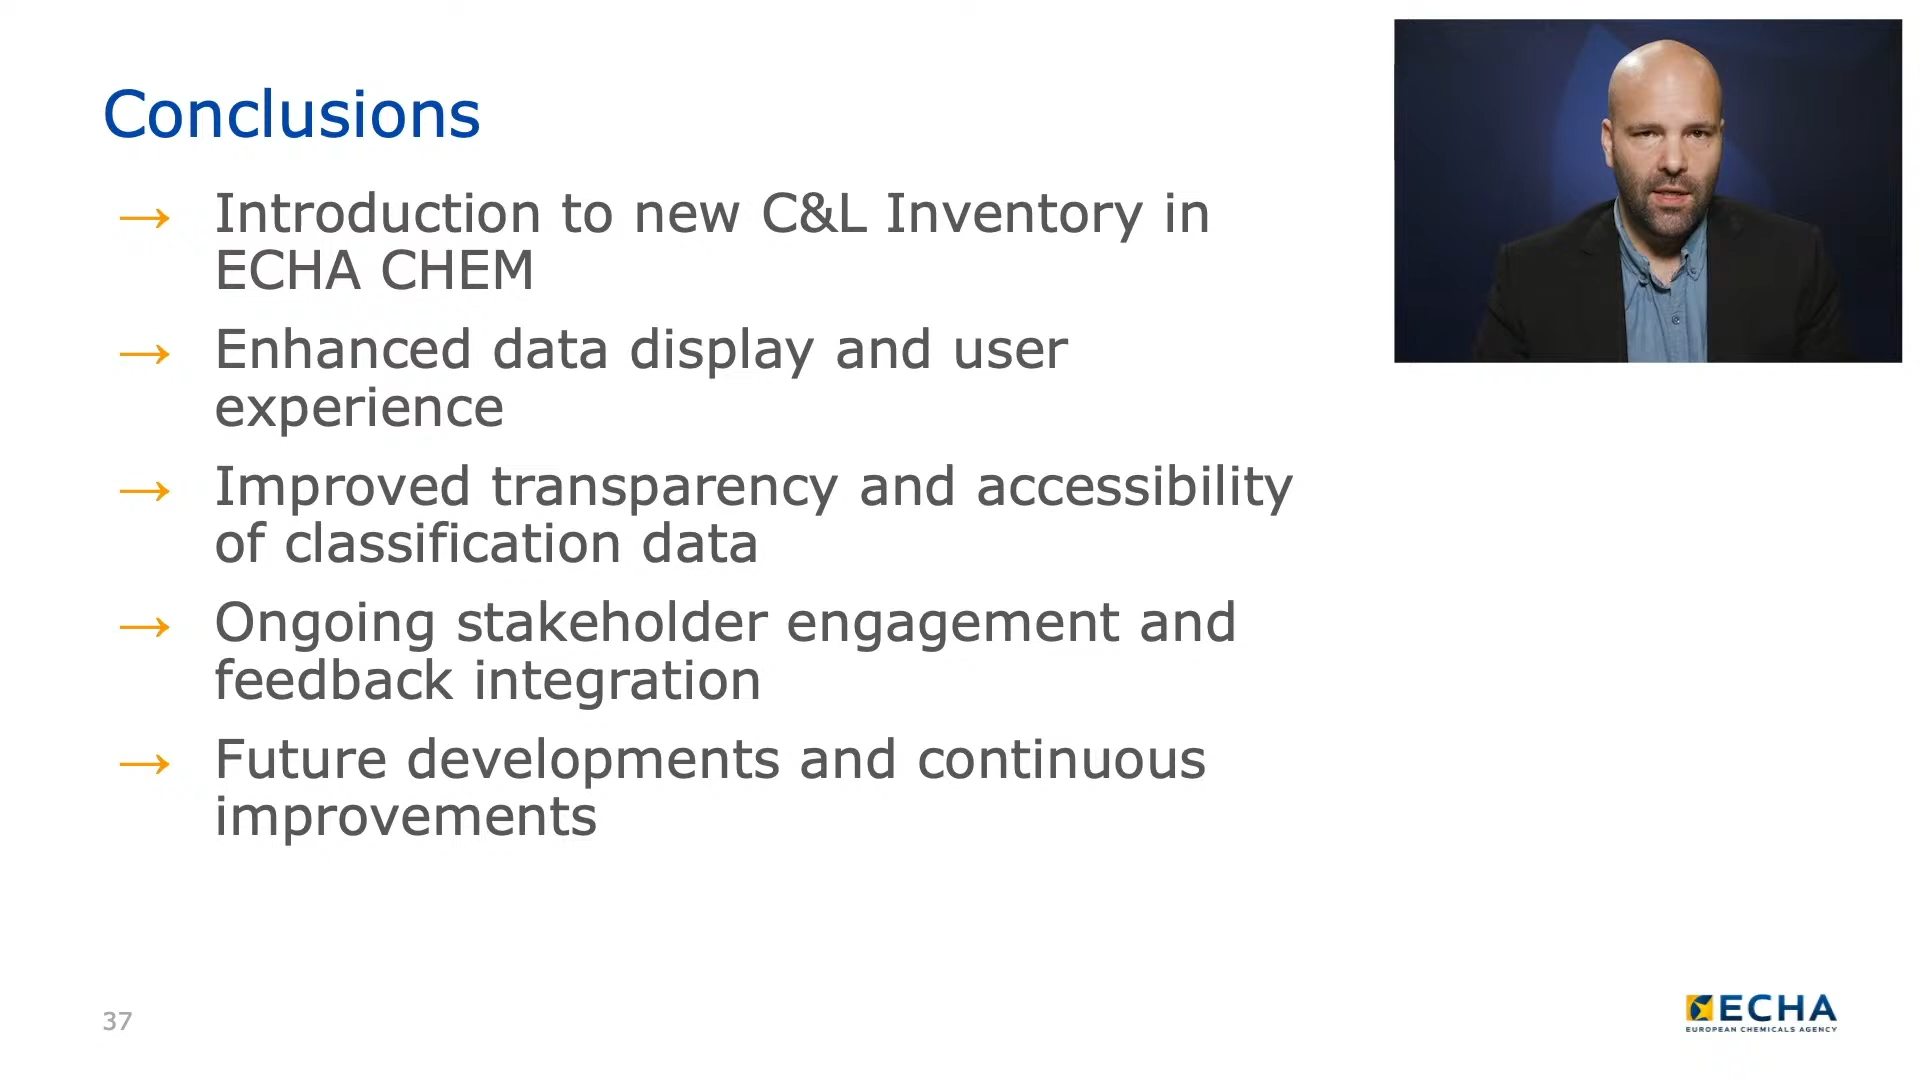 Conclusions
→ Introduction to new C&L Inventory in
ECHA CHEM
→ Enhanced data display and user
experience
→ Improved transparency and accessibility
of classification data
→ Ongoing stakeholder engagement and
feedback integration
→ Future developments and continuous
improvements
37
ECHA
EUROPEAN CHEMICALS AGENCY